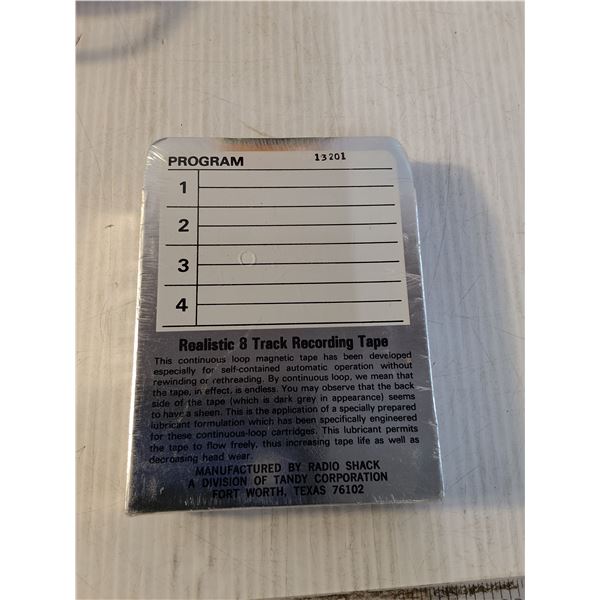 PROGRAM 13201
1
2
3
4
Realistic 8 Track Recording Tape
This continuous loop magnetic tape has been developed
especially for self-contained automatic operation without
rewinding or rethreading. By continuous loop, we mean that
the tape, in effect, is endless. You may observe that the back
side of the tape (which is dark grey in appearance) seems
to have a sheen. This is the application of a specially prepared
lubricant formulation which has been specifically engineered
for these continuous-loop cartridges. This lubricant permits
the tape to flow freely, thus increasing tape life as well as
decreasing head wear.
MANUFACTURED BY RADIO SHACK
A DIVISION OF TANDY CORPORATION
FORT WORTH, TEXAS 76102